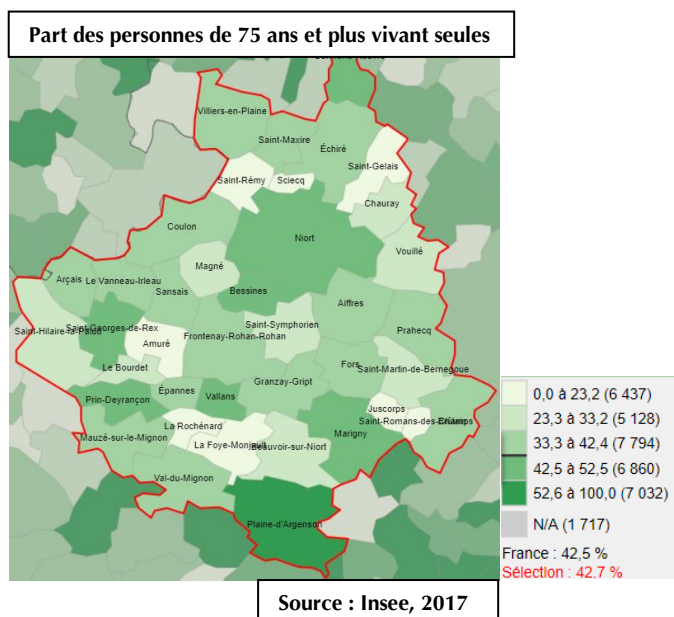 Part des personnes de 75 ans et plus vivant seules
Villiers-en-Plaine
Saint-Maxire
Échiré
Saint-Gelais
Saint-Rémy
Sciecq
Chauray
Coulon
Niort
Vouillé
Magné
Arçais
Le Vanneau-Irleau
Sansais
Bessines
Aiffres
Saint-Hilaire-la-Palud
Saint-Georges-de-Rex
Amuré
Frontenay-Rohan-Rohan
Saint-Symphorien
Prahecq
Le Bourdet
Fors
Saint-Martin-de-Bernegoue
Épannes
Granzay-Gript
Prin-Deyrançon
Vallans
Juscorps
Saint-Romans-des-Champs
La Rochénard
Mauzé-sur-le-Mignon
Marigny
La Foye-Monjault
Beauvoir-sur-Niort
Val-du-Mignon
Plaine-d'Argenson
0,0 à 23,2 (6 437)
23,3 à 33,2 (5 128)
33,3 à 42,4 (7 794)
42,5 à 52,5 (6 860)
52,6 à 100,0 (7 032)
N/A (1 717)
France : 42,5 %
Sélection : 42,7 %
Source : Insee, 2017